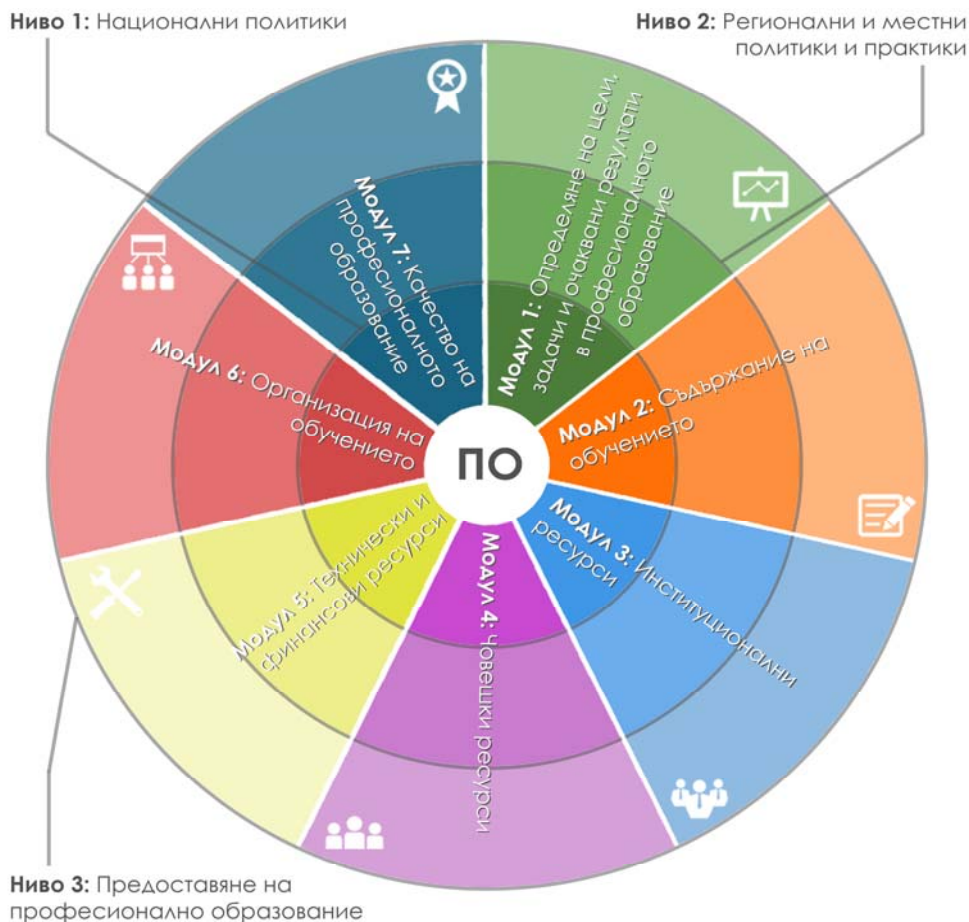 Ниво 1: Национални политики
Ниво 2: Регионални и местни
политики и практики
Модул 1: Определяне на цели,
задачи и очаквани резултати
в професионалното
образование
Модул 2: Съдържание на
обучението
Модул 3: Институционални
ресурси
Модул 4: Човешки ресурси
Модул 5: Технически и
финансови ресурси
Модул 6: Организация на
обучението
Модул 7: Качество на
професионалното
образование
ПО
Ниво 3: Предоставяне на
професионално образование